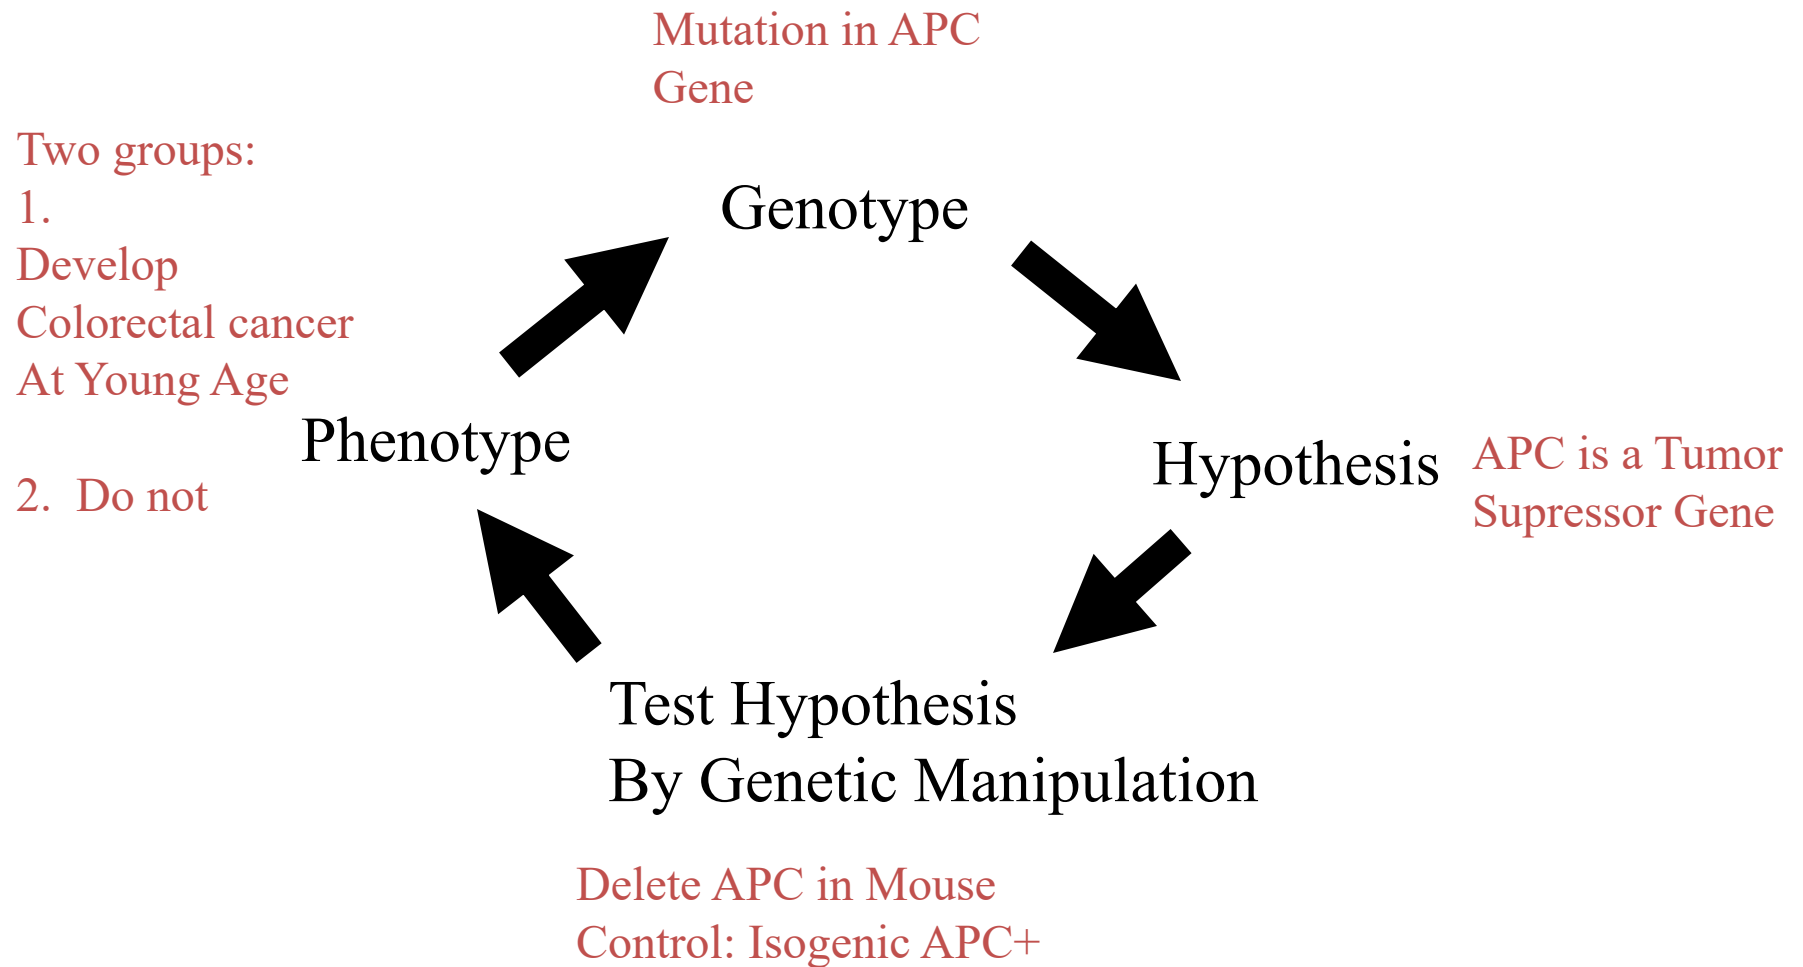 Mutation in APC
Gene
Two groups:
1.
Develop
Colorectal cancer
At Young Age
2. Do not
Genotype
Phenotype
Hypothesis
APC is a Tumor
Supressor Gene
Test Hypothesis
By Genetic Manipulation
Delete APC in Mouse
Control: Isogenic APC+